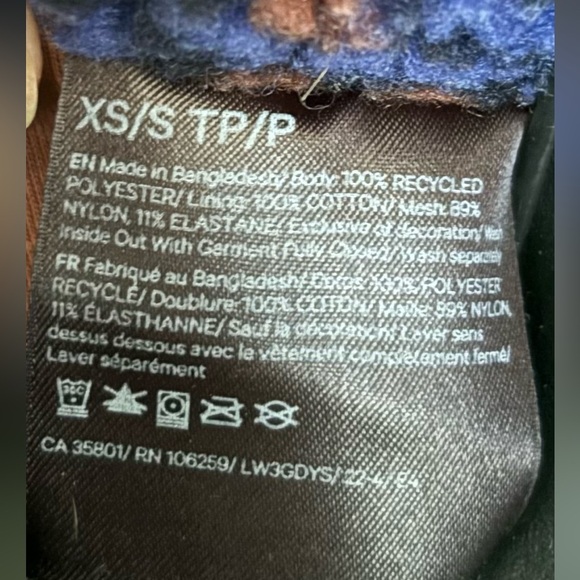 XS/S TP/P
EN Made in Bangladesh/ Body: 100% RECYCLED
POLYESTER/ Lining: 100% COTTON/ Mesh: 89%
NYLON, 11% ELASTANE/ Exclusive of decoration/ Wash
Inside Out With Garment Fully Closed/ Wash separately
FR Fabriqué au Bangladesh/ Corps: 100% POLYESTER
RECYCLÉ/ Doublure: 100% COTTON/ Maille: 89% NYLON,
11% ÉLASTHANNE/ Sauf la décoration/ Laver sens
dessus dessous avec le vêtement complètement fermé/
Laver séparément
30C
CA 35801/ RN 106259/ LW3GDYS/ 22-4/ E4